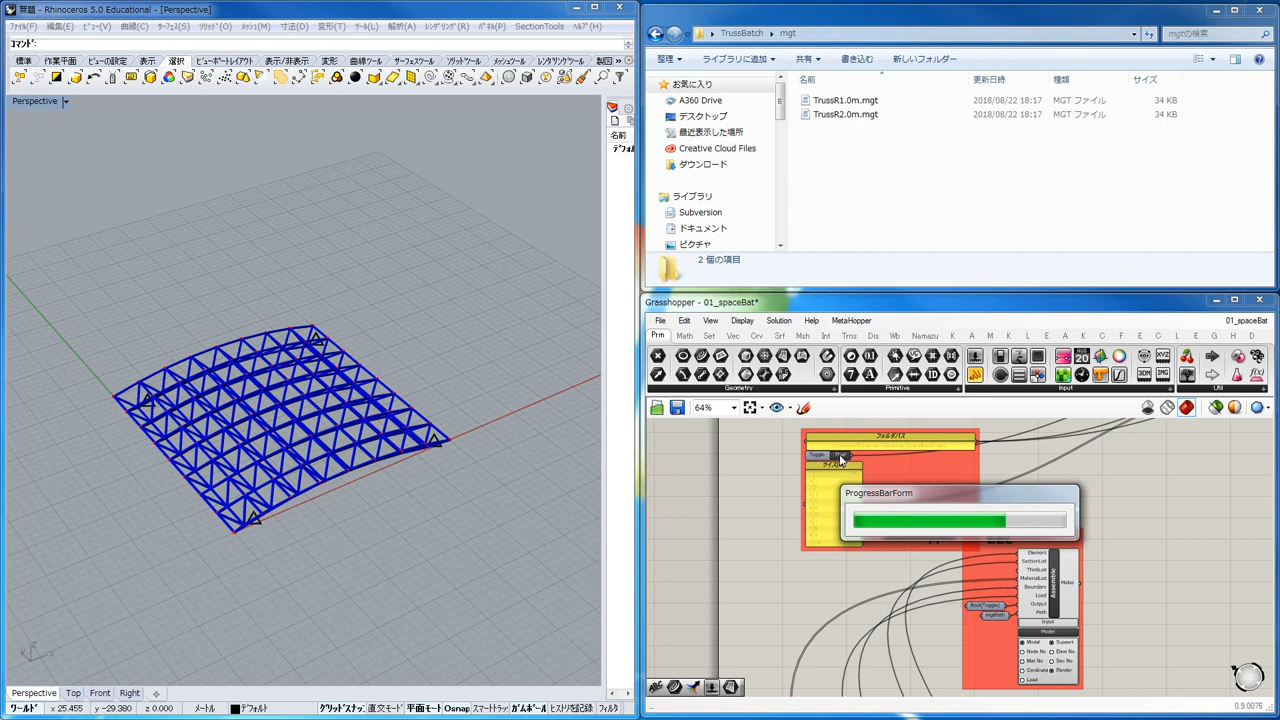 無題 - Rhinoceros 5.0 Educational - [Perspective]
ファイル(F) 編集(E) ビュー(V) 曲線(C) サーフェス(S) ソリッド(O) メッシュ(M) 寸法(D) 変形(T) ツール(L) 解析(A) レンダリング(R) パネル(P) SectionTools ヘルプ(H)
コマンド:
標準 作業平面 ビューの設定 表示 選択 ビューポートレイアウト 表示/非表示 変形 曲線ツール サーフェスツール ソリッドツール メッシュツール レンダリングツール 製図
Perspective
名前
デフォ
Perspective Top Front Right
ワールド x 25.455 y -29.380 z 0.000 メートル デフォルト グリッドスナッ 直交モード 平面モード Osnap スマートトラッ ガムボール ヒストリを記録 フィルタ
TrussBatch mgt mgtの検索
整理 ライブラリに追加 共有 書き込む 新しいフォルダー
お気に入り
A360 Drive
デスクトップ
最近表示した場所
Creative Cloud Files
ダウンロード
ライブラリ
Subversion
ドキュメント
ピクチャ
名前 更新日時 種類 サイズ
TrussR1.0m.mgt 2018/08/22 18:17 MGT ファイル 34 KB
TrussR2.0m.mgt 2018/08/22 18:17 MGT ファイル 34 KB
2 個の項目
Grasshopper - 01_spaceBat*
File Edit View Display Solution Help MetaHopper 01_spaceBat
Prm Math Set Vec Crv Srf Msh Int Trns Dis Wb Namazu K A M K U K E L K A C S L H D
Geometry Primitive Input Util
64%
フォルダパス
Toggle
ProgressBarForm
Element
SectionList
ThickList
MaterialList
Boundary
Load
Output
Path
Assemble
Midas
Bool(Toggle)
mgtPath
Input
Model
Model Support
Node No Elem No
Mat No Sec No
Cordinate Render
Load
0.9.0076